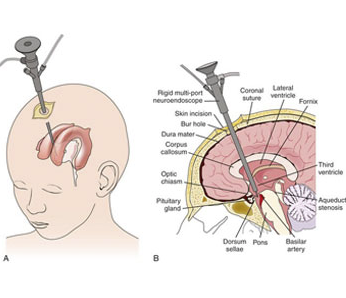 A
B
Rigid multi-port
neuroendoscope
Skin incision
Bur hole
Dura mater
Corpus
callosum
Optic
chiasm
Pituitary
gland
Coronal
suture
Lateral
ventricle
Fornix
Third
ventricle
Aqueduct
stenosis
Dorsum
sellae
Pons
Basilar
artery